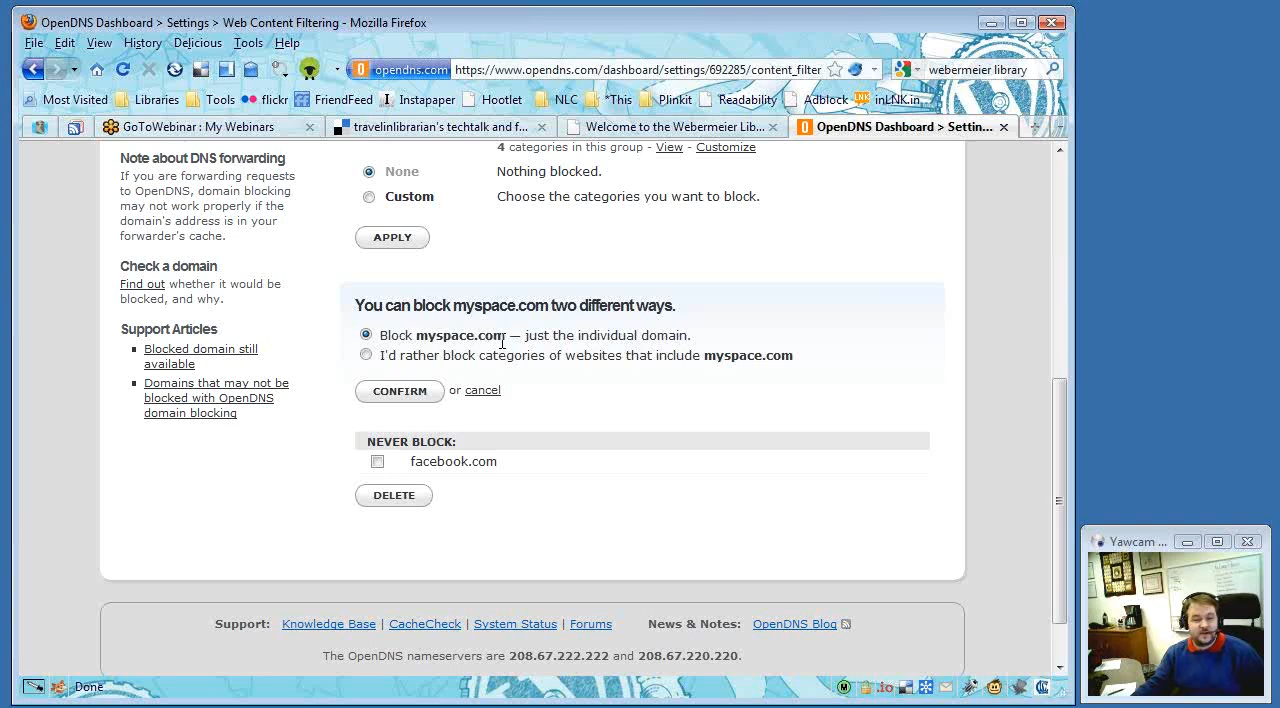 OpenDNS Dashboard > Settings > Web Content Filtering - Mozilla Firefox
File Edit View History Delicious Tools Help
opendns.com https://www.opendns.com/dashboard/settings/692285/content_filter webermeier library
Most Visited Libraries Tools flickr FriendFeed Instapaper Hootlet NLC *This Plinkit Readability Adblock inLNK.in
GoToWebinar : My Webinars travelinlibrarian's techtalk and f... Welcome to the Webermeier Lib... OpenDNS Dashboard > Settin...
Note about DNS forwarding
If you are forwarding requests
to OpenDNS, domain blocking
may not work properly if the
domain's address is in your
forwarder's cache.
Check a domain
Find out whether it would be
blocked, and why.
Support Articles
Blocked domain still
available
Domains that may not be
blocked with OpenDNS
domain blocking
4 categories in this group - View - Customize
None Nothing blocked.
Custom Choose the categories you want to block.
APPLY
You can block myspace.com two different ways.
Block myspace.com — just the individual domain.
I'd rather block categories of websites that include myspace.com
CONFIRM or cancel
NEVER BLOCK:
facebook.com
DELETE
Support: Knowledge Base | CacheCheck | System Status | Forums News & Notes: OpenDNS Blog
The OpenDNS nameservers are 208.67.222.222 and 208.67.220.220.
Done
.io
Yawcam ...